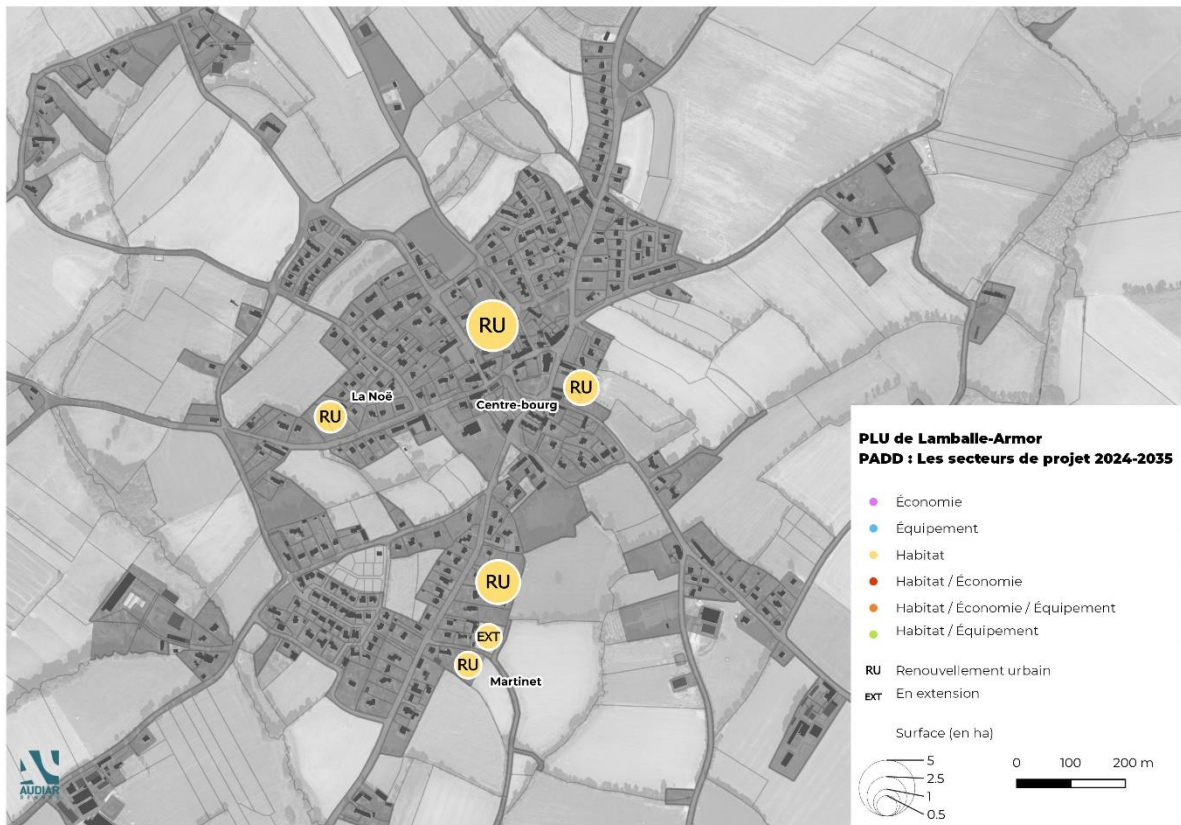 RU
La Noë
RU
Centre-bourg
RU
RU
EXT
RU
Martinet
PLU de Lamballe-Armor
PADD : Les secteurs de projet 2024-2035
Économie
Équipement
Habitat
Habitat / Économie
Habitat / Économie / Équipement
Habitat / Équipement
RU Renouvellement urbain
EXT En extension
Surface (en ha)
5
2.5
1
0.5
0 100 200 m
AU
AUDIAR
RENNES